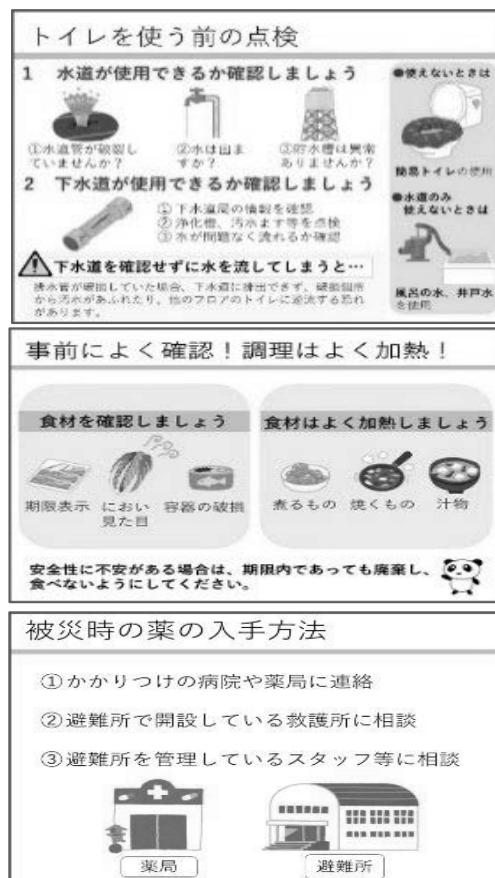 トイレを使う前の点検
1　水道が使用できるか確認しましょう
①水道管が破裂し
ていませんか？
②水は出ま
すか？
③貯水槽は異常
ありませんか？
2　下水道が使用できるか確認しましょう
①下水道局の情報を確認
②浄化槽、汚水ます等を点検
③水が問題なく流れるか確認
下水道を確認せずに水を流してしまうと…
排水管が破損していた場合、下水道に排出できず、破損個所
から汚水があふれたり、他のフロアのトイレに逆流する恐れ
があります。
●使えないときは
簡易トイレの使用
●水道のみ
使えないときは
風呂の水、井戸水
を使用
事前によく確認！調理はよく加熱！
食材を確認しましょう
期限表示
におい
見た目
容器の破損
食材はよく加熱しましょう
煮るもの
焼くもの
汁物
安全性に不安がある場合は、期限内であっても廃棄し、
食べないようにしてください。
被災時の薬の入手方法
①かかりつけの病院や薬局に連絡
②避難所で開設している救護所に相談
③避難所を管理しているスタッフ等に相談
薬局
避難所